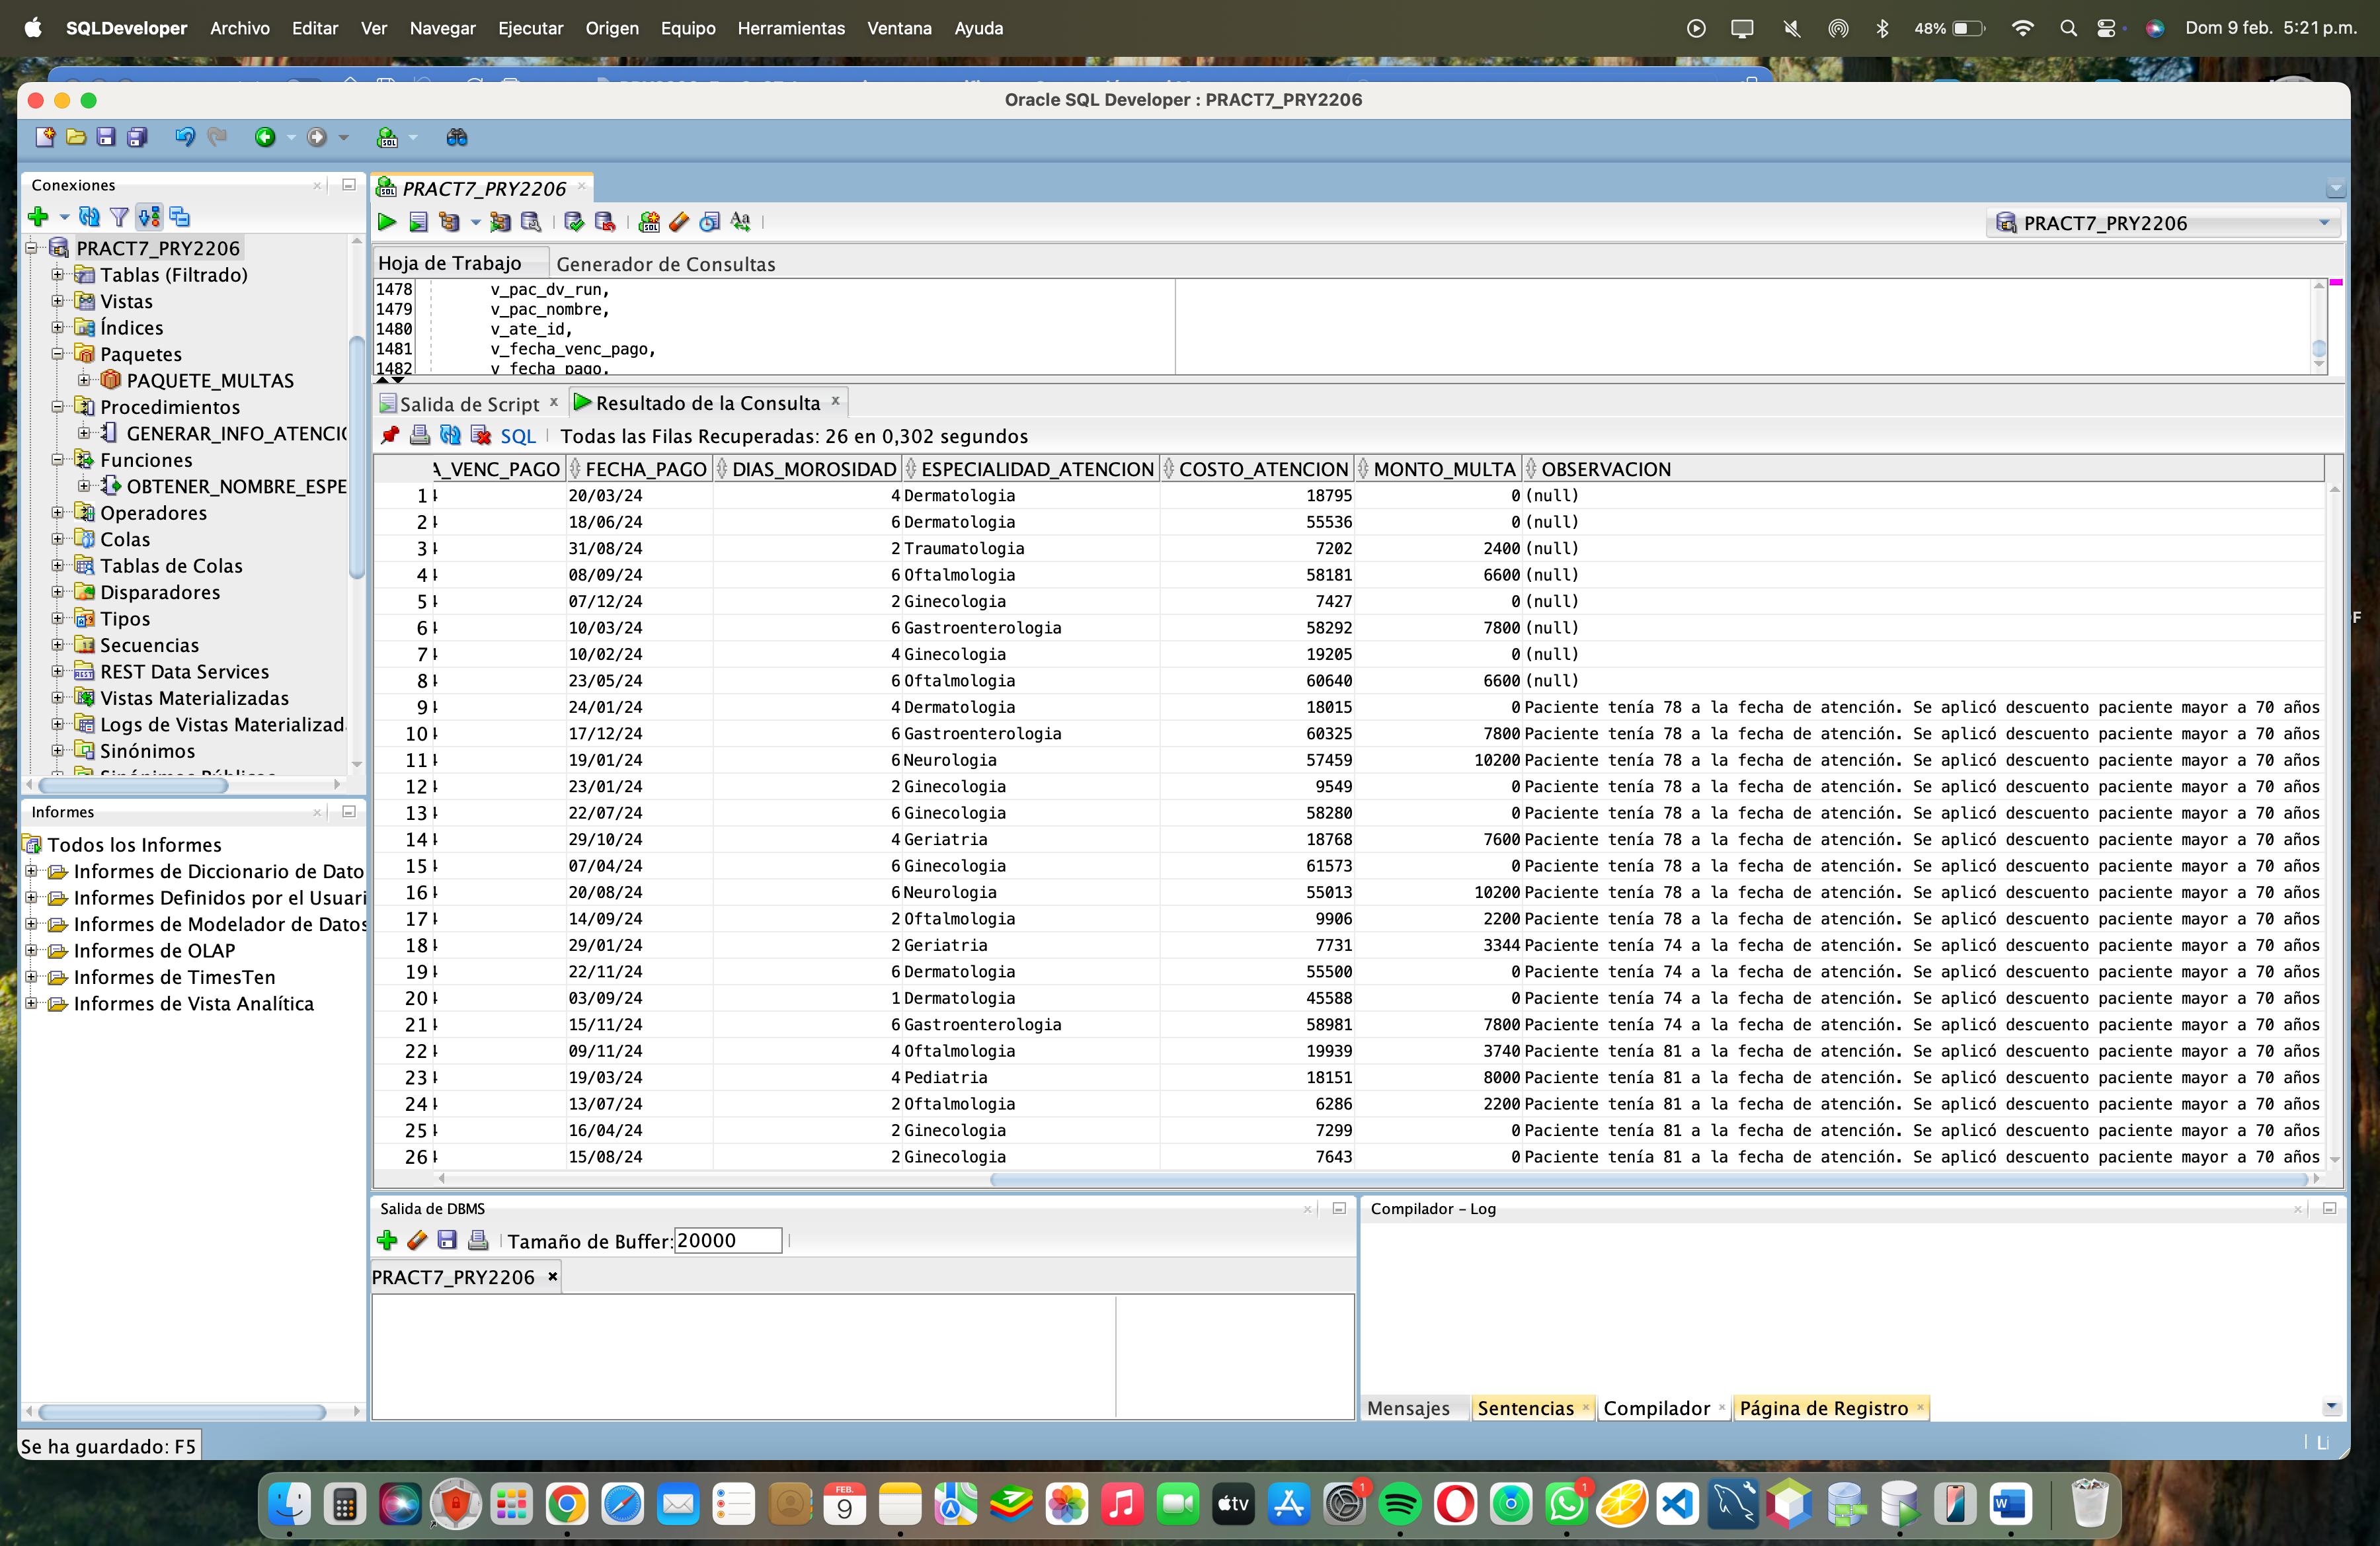 SQLDeveloper Archivo Editar Ver Navegar Ejecutar Origen Equipo Herramientas Ventana Ayuda 48% Dom 9 feb. 5:21 p.m.
Oracle SQL Developer : PRACT7_PRY2206
Conexiones
PRACT7_PRY2206
Tablas (Filtrado)
Vistas
Índices
Paquetes
PAQUETE_MULTAS
Procedimientos
GENERAR_INFO_ATENCI
Funciones
OBTENER_NOMBRE_ESPE
Operadores
Colas
Tablas de Colas
Disparadores
Tipos
Secuencias
REST Data Services
Vistas Materializadas
Logs de Vistas Materializad
Sinónimos
Informes
Todos los Informes
Informes de Diccionario de Dato
Informes Definidos por el Usuari
Informes de Modelador de Datos
Informes de OLAP
Informes de TimesTen
Informes de Vista Analítica
PRACT7_PRY2206
PRACT7_PRY2206
Hoja de Trabajo Generador de Consultas
1478 v_pac_dv_run,
1479 v_pac_nombre,
1480 v_ate_id,
1481 v_fecha_venc_pago,
1482 v_fecha_pago,
Salida de Script Resultado de la Consulta
SQL Todas las Filas Recuperadas: 26 en 0,302 segundos
A_VENC_PAGO FECHA_PAGO DIAS_MOROSIDAD ESPECIALIDAD_ATENCION COSTO_ATENCION MONTO_MULTA OBSERVACION
1 20/03/24 4 Dermatologia 18795 0 (null)
2 18/06/24 6 Dermatologia 55536 0 (null)
3 31/08/24 2 Traumatologia 7202 2400 (null)
4 08/09/24 6 Oftalmologia 58181 6600 (null)
5 07/12/24 2 Ginecologia 7427 0 (null)
6 10/03/24 6 Gastroenterologia 58292 7800 (null)
7 10/02/24 4 Ginecologia 19205 0 (null)
8 23/05/24 6 Oftalmologia 60640 6600 (null)
9 24/01/24 4 Dermatologia 18015 0 Paciente tenía 78 a la fecha de atención. Se aplicó descuento paciente mayor a 70 años
10 17/12/24 6 Gastroenterologia 60325 7800 Paciente tenía 78 a la fecha de atención. Se aplicó descuento paciente mayor a 70 años
11 19/01/24 6 Neurologia 57459 10200 Paciente tenía 78 a la fecha de atención. Se aplicó descuento paciente mayor a 70 años
12 23/01/24 2 Ginecologia 9549 0 Paciente tenía 78 a la fecha de atención. Se aplicó descuento paciente mayor a 70 años
13 22/07/24 6 Ginecologia 58280 0 Paciente tenía 78 a la fecha de atención. Se aplicó descuento paciente mayor a 70 años
14 29/10/24 4 Geriatria 18768 7600 Paciente tenía 78 a la fecha de atención. Se aplicó descuento paciente mayor a 70 años
15 07/04/24 6 Ginecologia 61573 0 Paciente tenía 78 a la fecha de atención. Se aplicó descuento paciente mayor a 70 años
16 20/08/24 6 Neurologia 55013 10200 Paciente tenía 78 a la fecha de atención. Se aplicó descuento paciente mayor a 70 años
17 14/09/24 2 Oftalmologia 9906 2200 Paciente tenía 78 a la fecha de atención. Se aplicó descuento paciente mayor a 70 años
18 29/01/24 2 Geriatria 7731 3344 Paciente tenía 74 a la fecha de atención. Se aplicó descuento paciente mayor a 70 años
19 22/11/24 6 Dermatologia 55500 0 Paciente tenía 74 a la fecha de atención. Se aplicó descuento paciente mayor a 70 años
20 03/09/24 1 Dermatologia 45588 0 Paciente tenía 74 a la fecha de atención. Se aplicó descuento paciente mayor a 70 años
21 15/11/24 6 Gastroenterologia 58981 7800 Paciente tenía 74 a la fecha de atención. Se aplicó descuento paciente mayor a 70 años
22 09/11/24 4 Oftalmologia 19939 3740 Paciente tenía 81 a la fecha de atención. Se aplicó descuento paciente mayor a 70 años
23 19/03/24 4 Pediatria 18151 8000 Paciente tenía 81 a la fecha de atención. Se aplicó descuento paciente mayor a 70 años
24 13/07/24 2 Oftalmologia 6286 2200 Paciente tenía 81 a la fecha de atención. Se aplicó descuento paciente mayor a 70 años
25 16/04/24 2 Ginecologia 7299 0 Paciente tenía 81 a la fecha de atención. Se aplicó descuento paciente mayor a 70 años
26 15/08/24 2 Ginecologia 7643 0 Paciente tenía 81 a la fecha de atención. Se aplicó descuento paciente mayor a 70 años
Salida de DBMS
Tamaño de Buffer: 20000
PRACT7_PRY2206
Compilador – Log
Mensajes Sentencias Compilador Página de Registro
Se ha guardado: F5
FEB.
9
tv
1
1
W